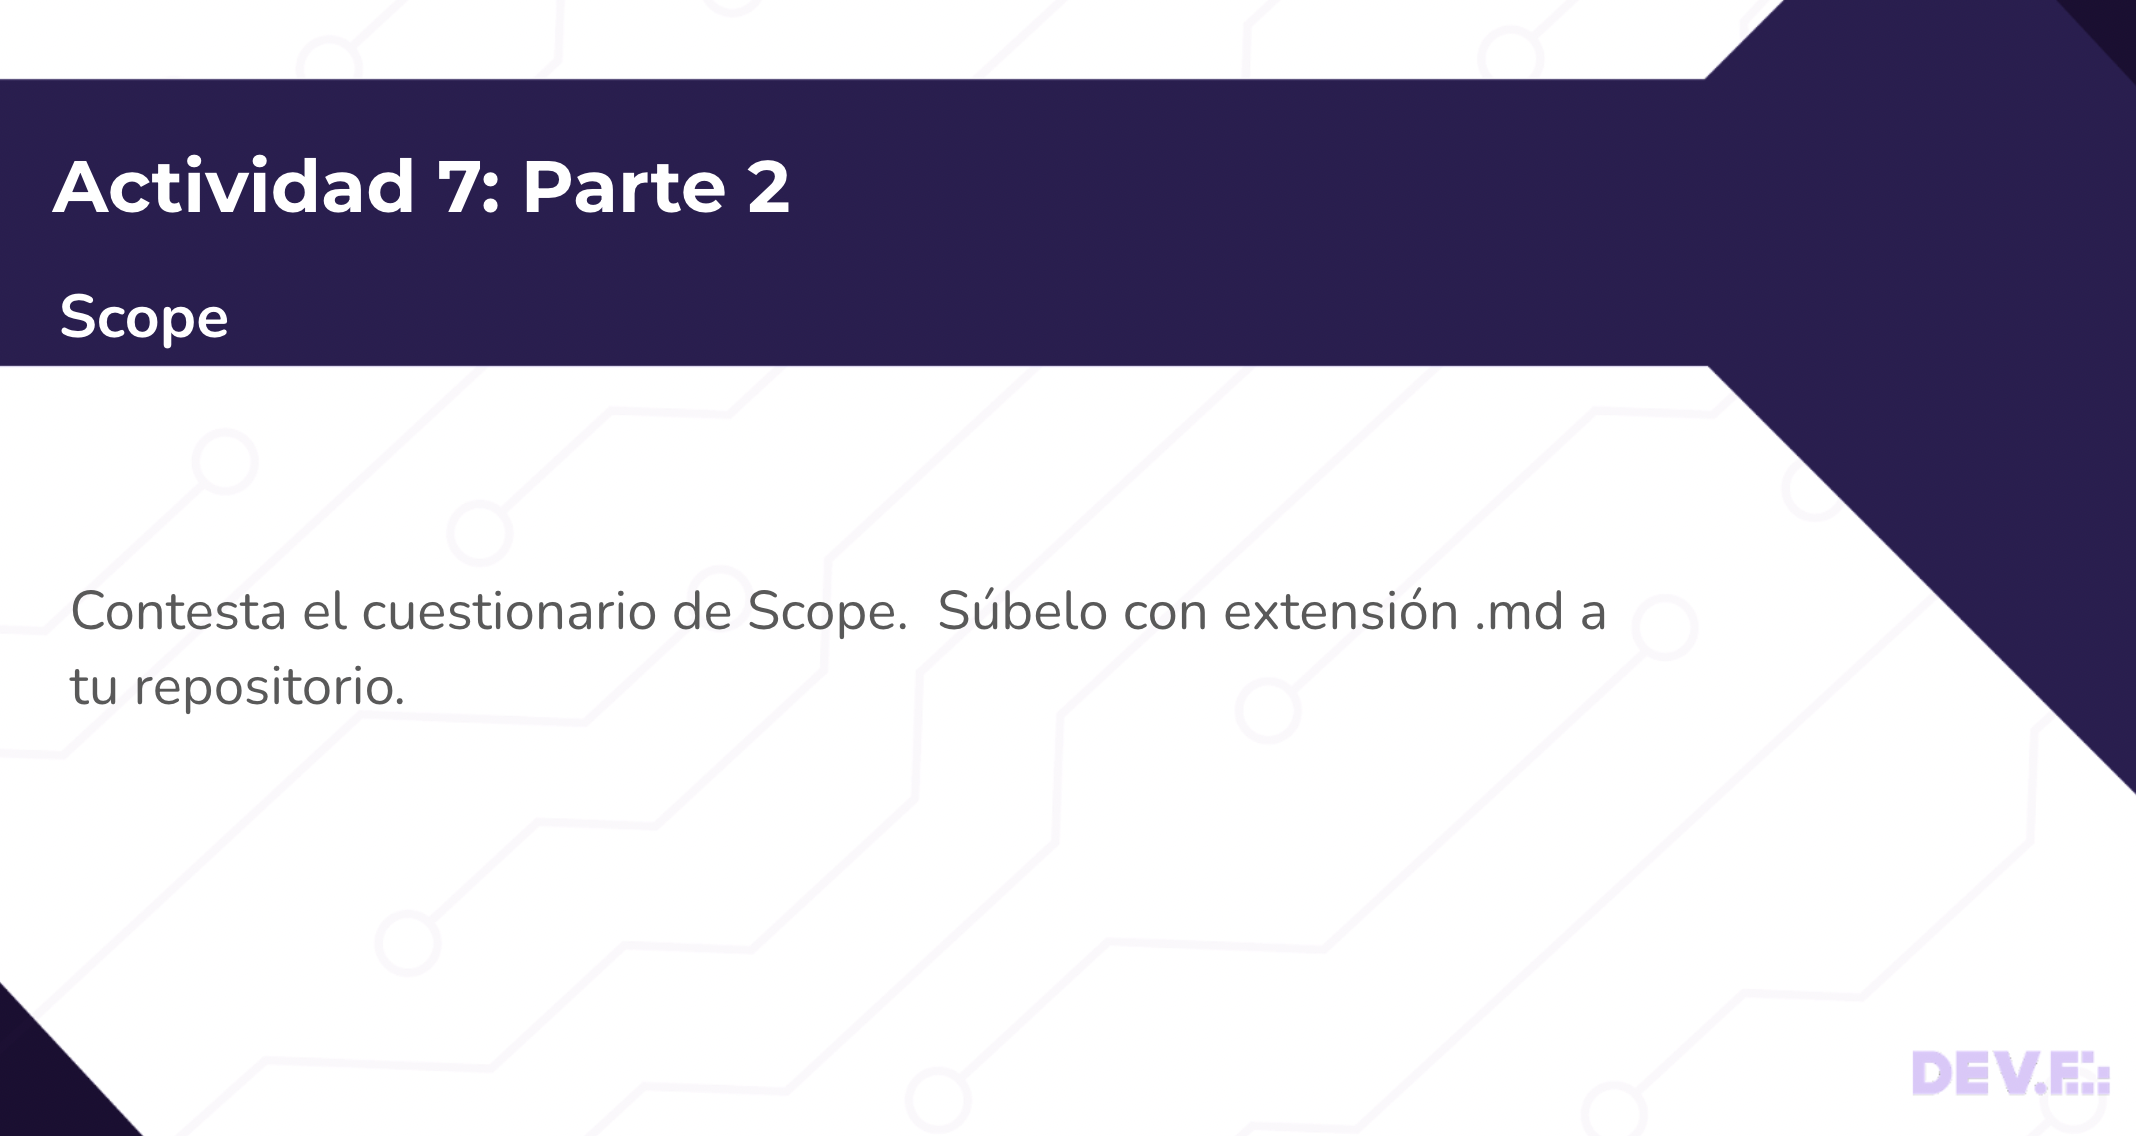 Actividad 7: Parte 2
Scope
Contesta el cuestionario de Scope.  Súbelo con extensión .md a
tu repositorio.
DEV.F.: